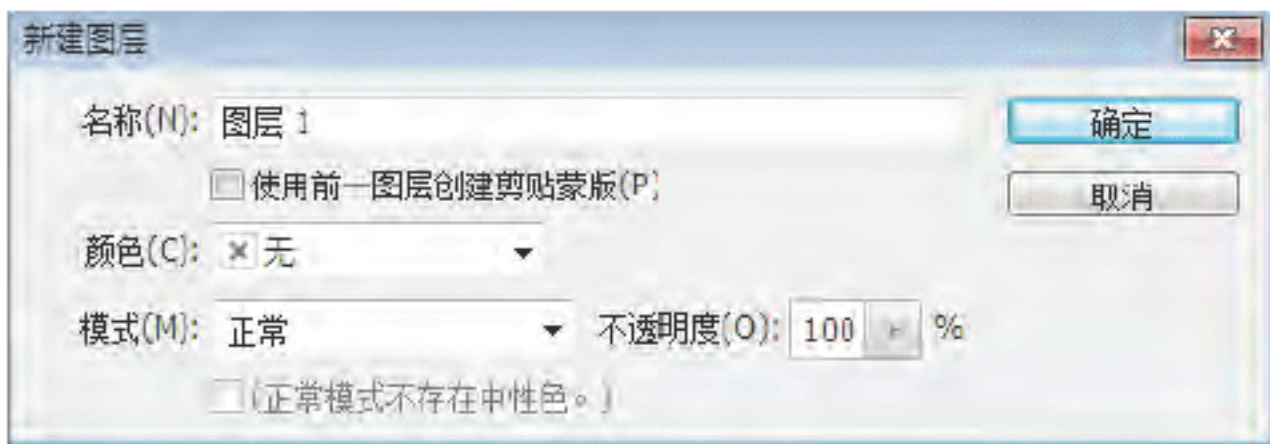 新建图层
名称(N): 图层 1
确定
使用前一图层创建剪贴蒙版(P)
取消
颜色(C): 无
模式(M): 正常 不透明度(O): 100 %
(正常模式不存在中性色。)